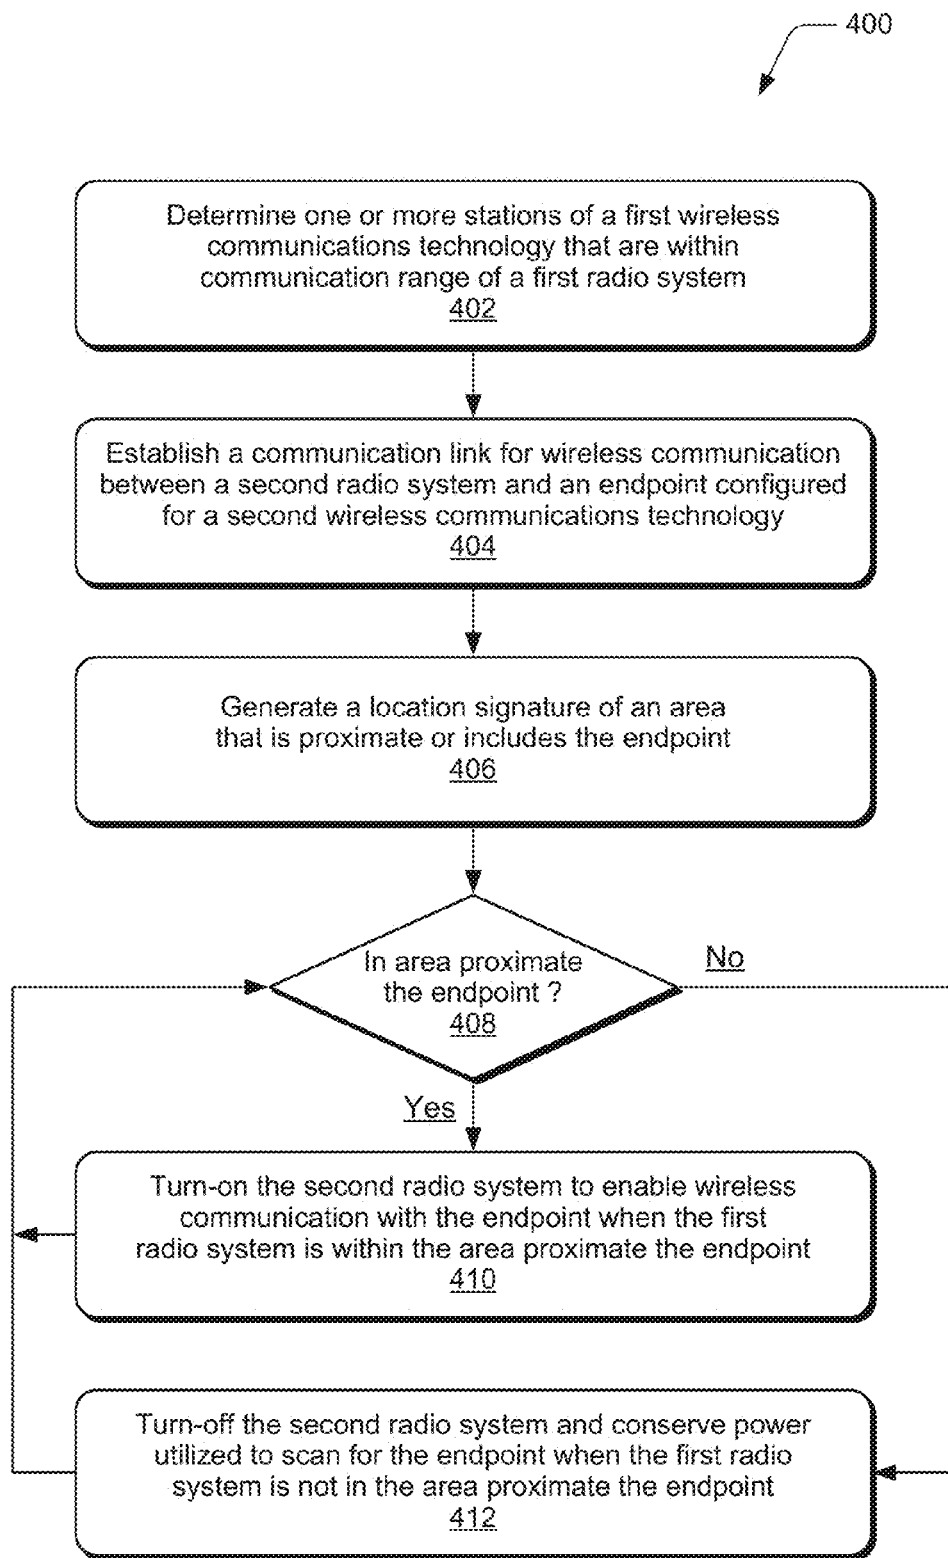 400
Determine one or more stations of a first wireless
communications technology that are within
communication range of a first radio system
402
Establish a communication link for wireless communication
between a second radio system and an endpoint configured
for a second wireless communications technology
404
Generate a location signature of an area
that is proximate or includes the endpoint
406
In area proximate
the endpoint ?
408
No
Yes
Turn-on the second radio system to enable wireless
communication with the endpoint when the first
radio system is within the area proximate the endpoint
410
Turn-off the second radio system and conserve power
utilized to scan for the endpoint when the first radio
system is not in the area proximate the endpoint
412